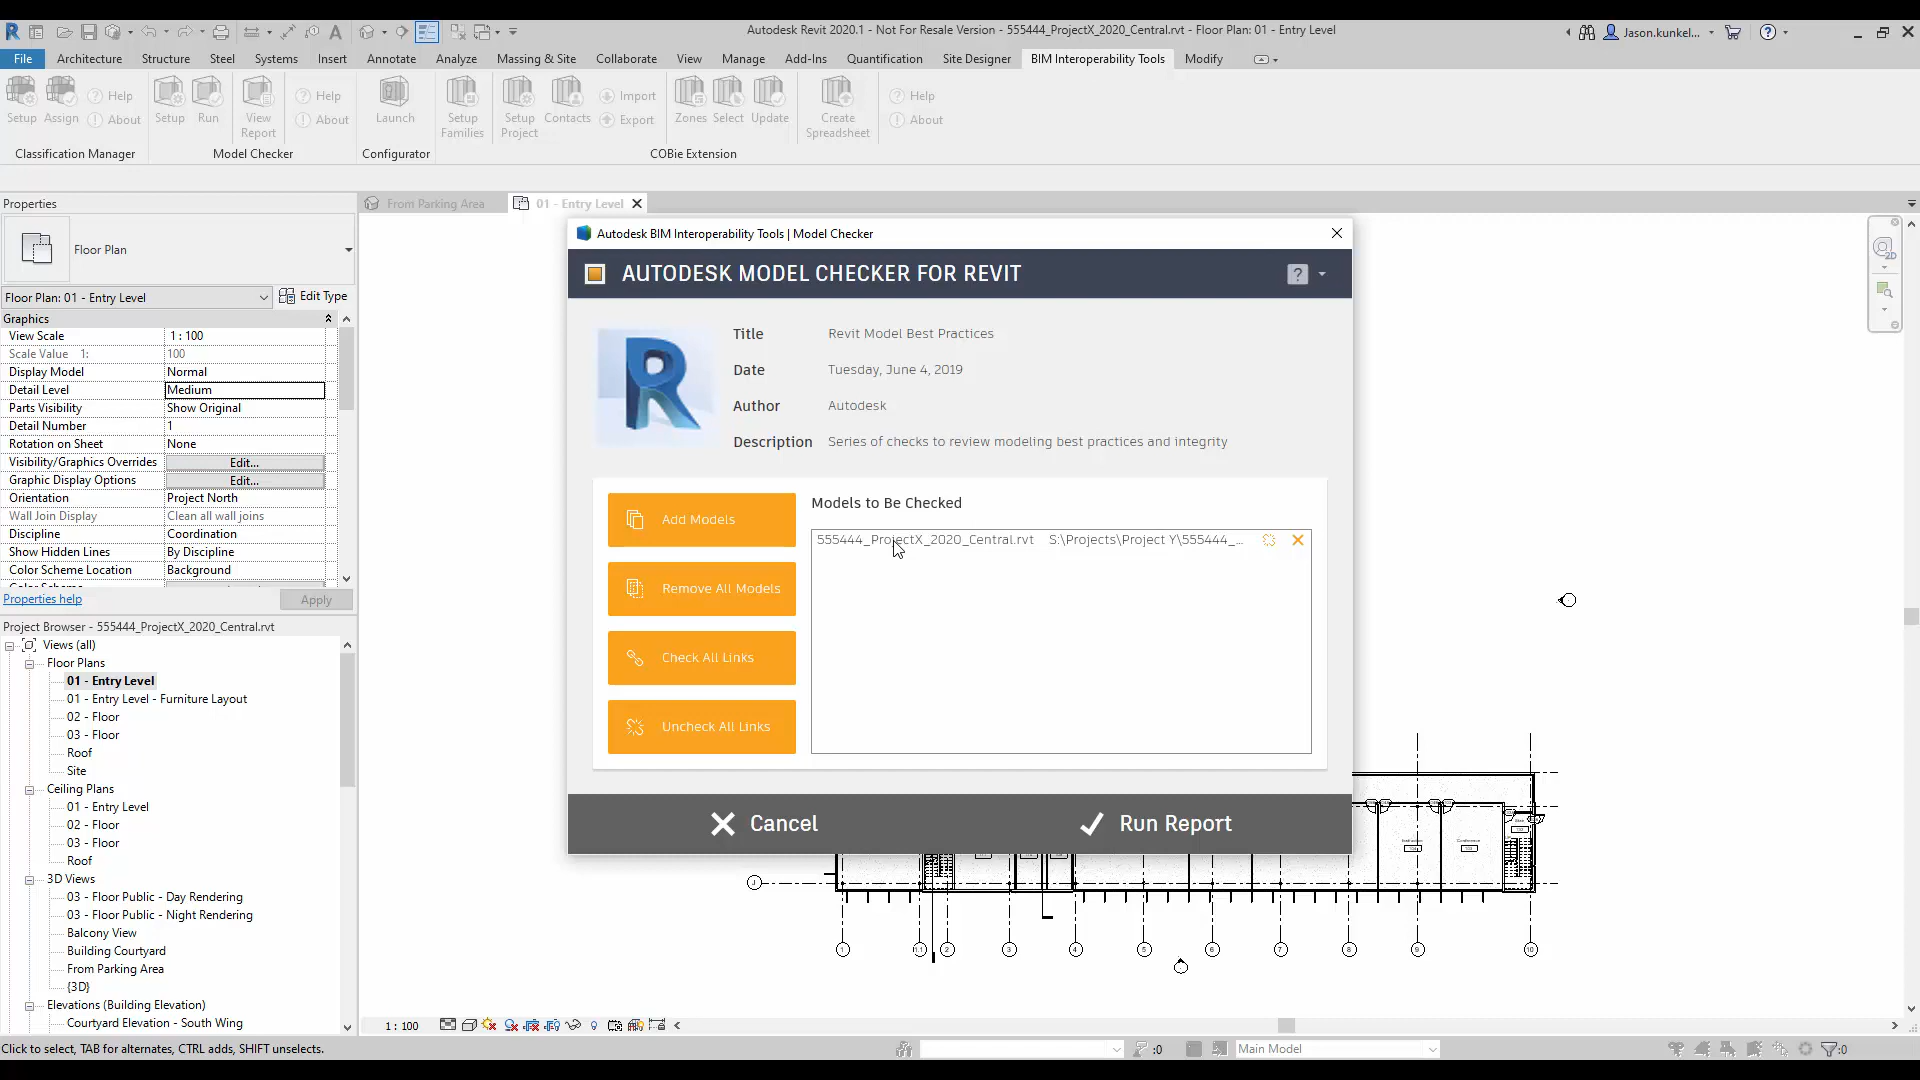 Autodesk Revit 2020.1 - Not For Resale Version - 555444_ProjectX_2020_Central.rvt - Floor Plan: 01 - Entry Level
Jason.kunkel...
File Architecture Structure Steel Systems Insert Annotate Analyze Massing & Site Collaborate View Manage Add-Ins Quantification Site Designer BIM Interoperability Tools Modify
Help Help Import Help
Setup Assign About Setup Run View Report About Launch Setup Families Setup Project Contacts Export Zones Select Update Create Spreadsheet About
Classification Manager Model Checker Configurator COBie Extension
Properties
From Parking Area
01 - Entry Level
Floor Plan
Floor Plan: 01 - Entry Level Edit Type
Graphics
View Scale 1 : 100
Scale Value 1: 100
Display Model Normal
Detail Level Medium
Parts Visibility Show Original
Detail Number 1
Rotation on Sheet None
Visibility/Graphics Overrides Edit...
Graphic Display Options Edit...
Orientation Project North
Wall Join Display Clean all wall joins
Discipline Coordination
Show Hidden Lines By Discipline
Color Scheme Location Background
Properties help Apply
Project Browser - 555444_ProjectX_2020_Central.rvt
Views (all)
Floor Plans
01 - Entry Level
01 - Entry Level - Furniture Layout
02 - Floor
03 - Floor
Roof
Site
Ceiling Plans
01 - Entry Level
02 - Floor
03 - Floor
Roof
3D Views
03 - Floor Public - Day Rendering
03 - Floor Public - Night Rendering
Balcony View
Building Courtyard
From Parking Area
{3D}
Elevations (Building Elevation)
Courtyard Elevation - South Wing
Autodesk BIM Interoperability Tools | Model Checker
AUTODESK MODEL CHECKER FOR REVIT
?
Title Revit Model Best Practices
Date Tuesday, June 4, 2019
Author Autodesk
Description Series of checks to review modeling best practices and integrity
Add Models
Remove All Models
Check All Links
Uncheck All Links
Models to Be Checked
555444_ProjectX_2020_Central.rvt S:\Projects\Project Y\555444_...
Cancel Run Report
J
1 1.1 2 3 4 5 6 7 8 9 10
1 : 100
Click to select, TAB for alternates, CTRL adds, SHIFT unselects.
:0
Main Model
:0